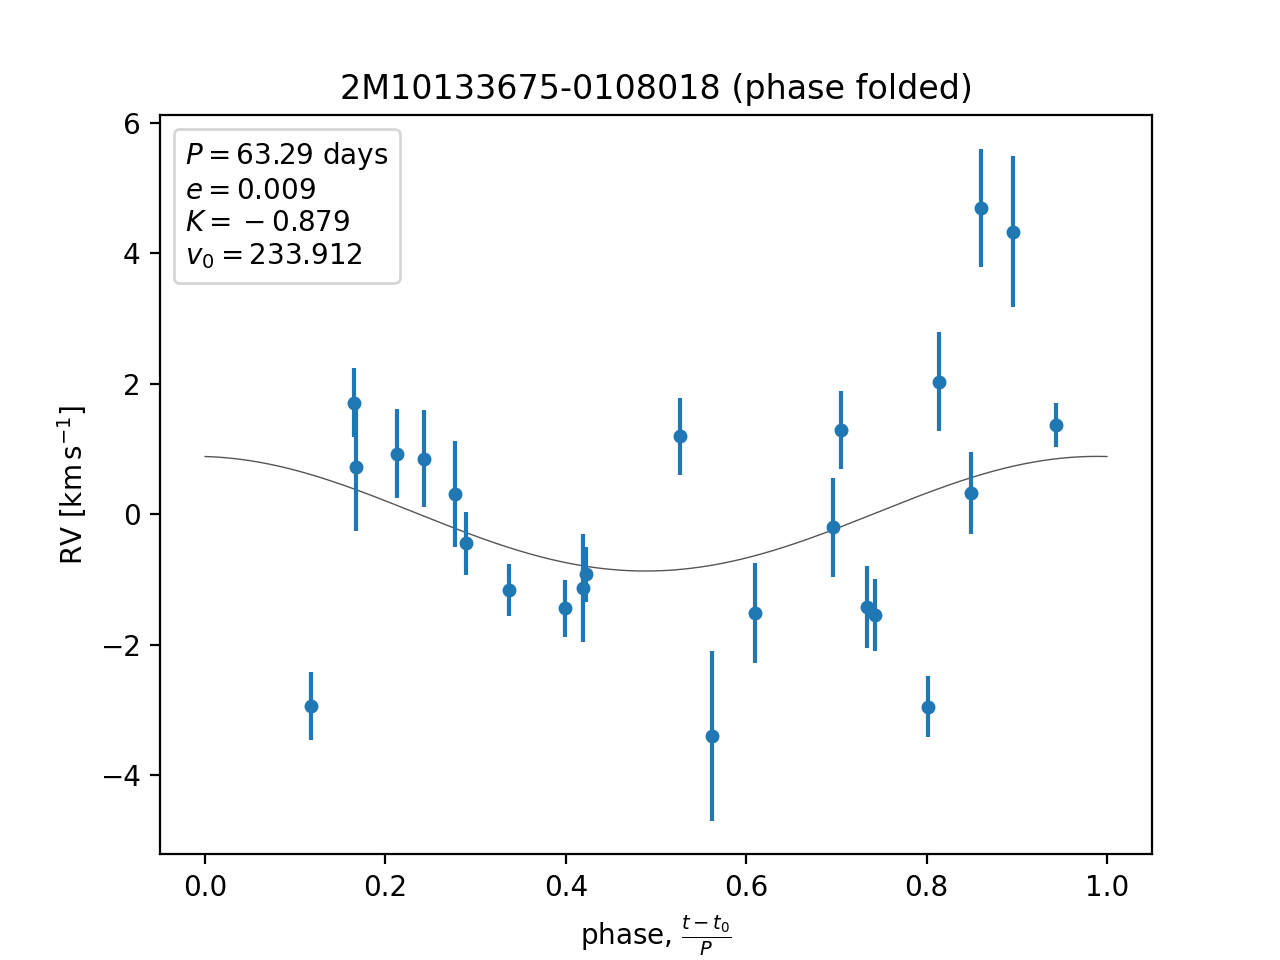 2M10133675-0108018 (phase folded)
P = 63.29 days
e = 0.009
K = − 0.879
v₀ = 233.912
6
4
2
0
−2
−4
RV [km s⁻¹]
0.0 0.2 0.4 0.6 0.8 1.0
phase, (t − t₀)/P